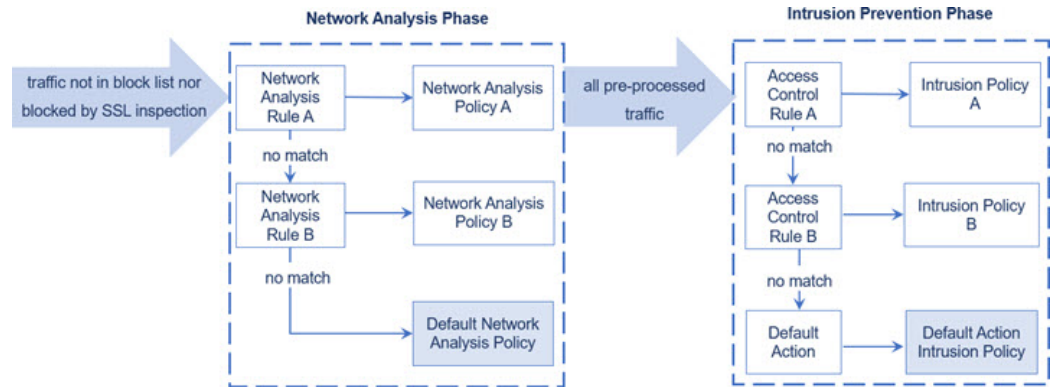 Network Analysis Phase
traffic not in block list nor
blocked by SSL inspection
Network
Analysis
Rule A
Network Analysis
Policy A
no match
Network
Analysis
Rule B
Network Analysis
Policy B
no match
Default Network
Analysis Policy
all pre-processed
traffic
Intrusion Prevention Phase
Access
Control
Rule A
Intrusion Policy
A
no match
Access
Control
Rule B
Intrusion Policy
B
no match
Default
Action
Default Action
Intrusion Policy